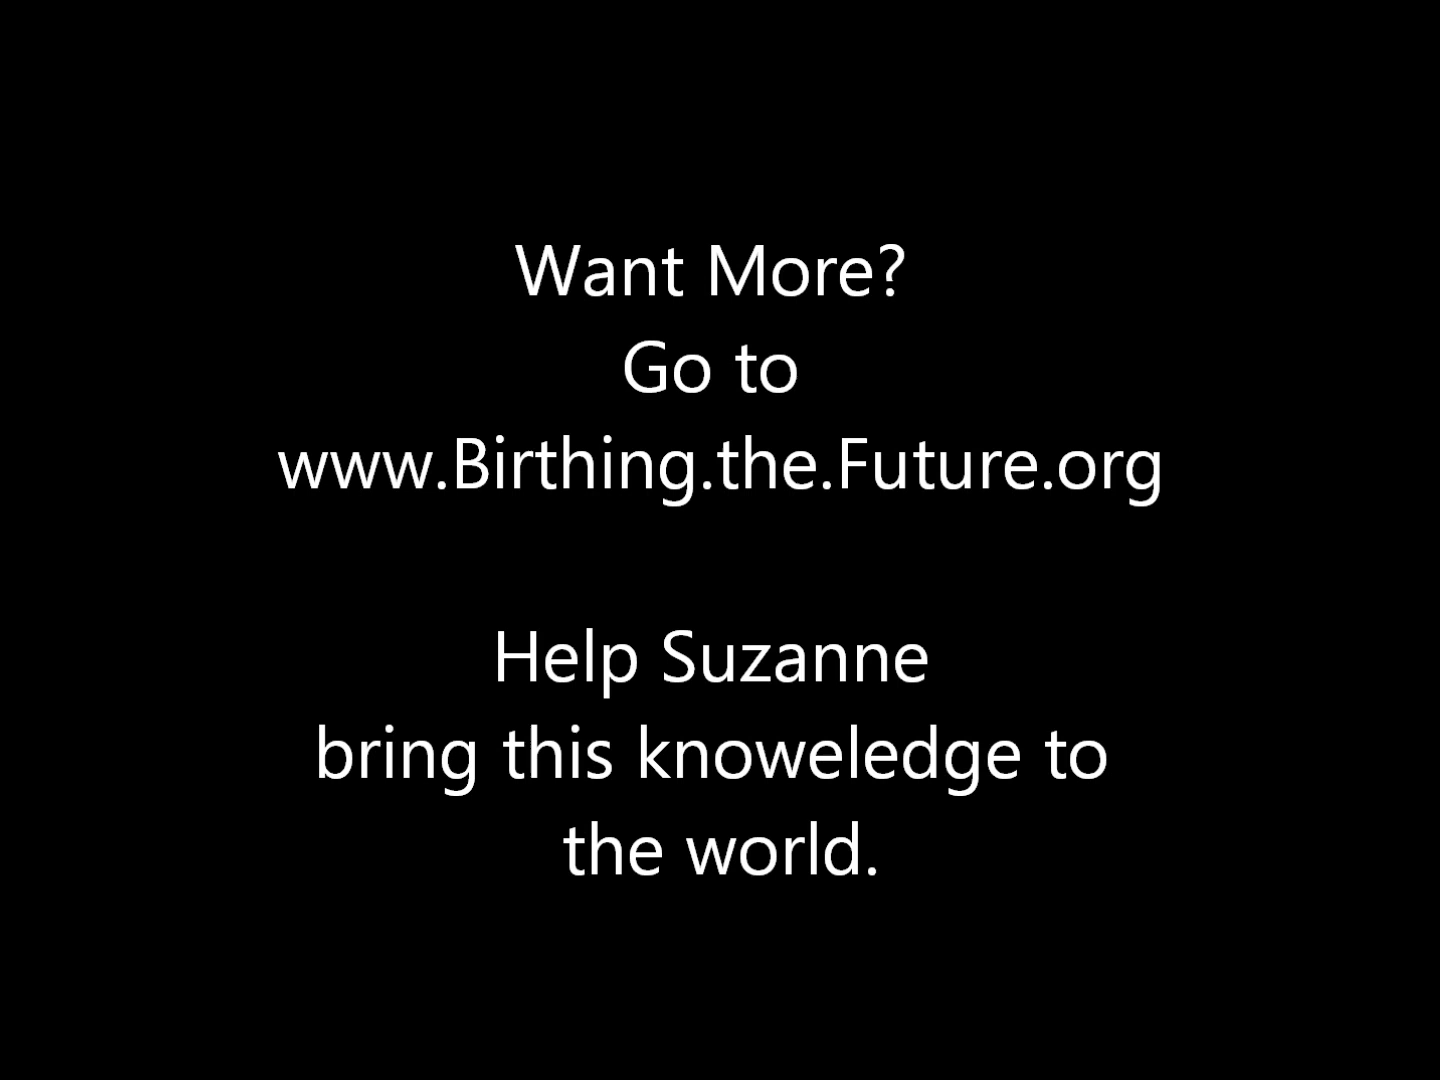 Want More?
Go to
www.Birthing.the.Future.org
Help Suzanne
bring this knoweledge to
the world.